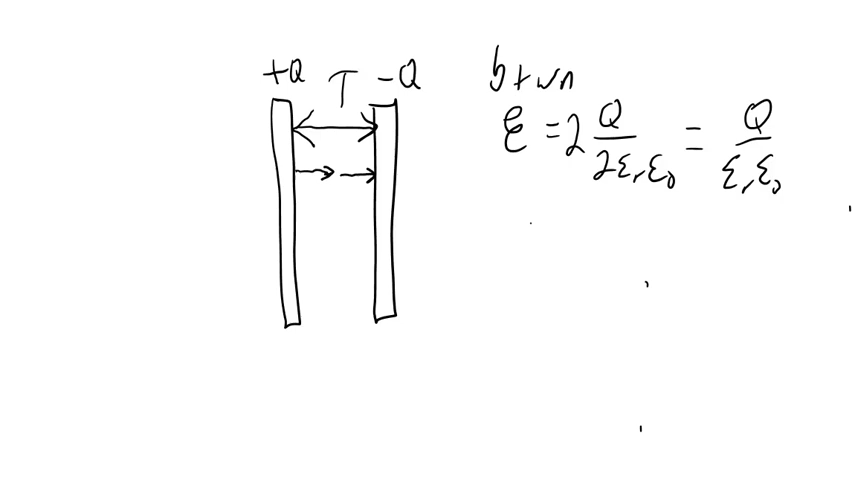 +Q T -Q
btwn
ℰ = 2 Q/(2εᵣε₀) = Q/(εᵣε₀)